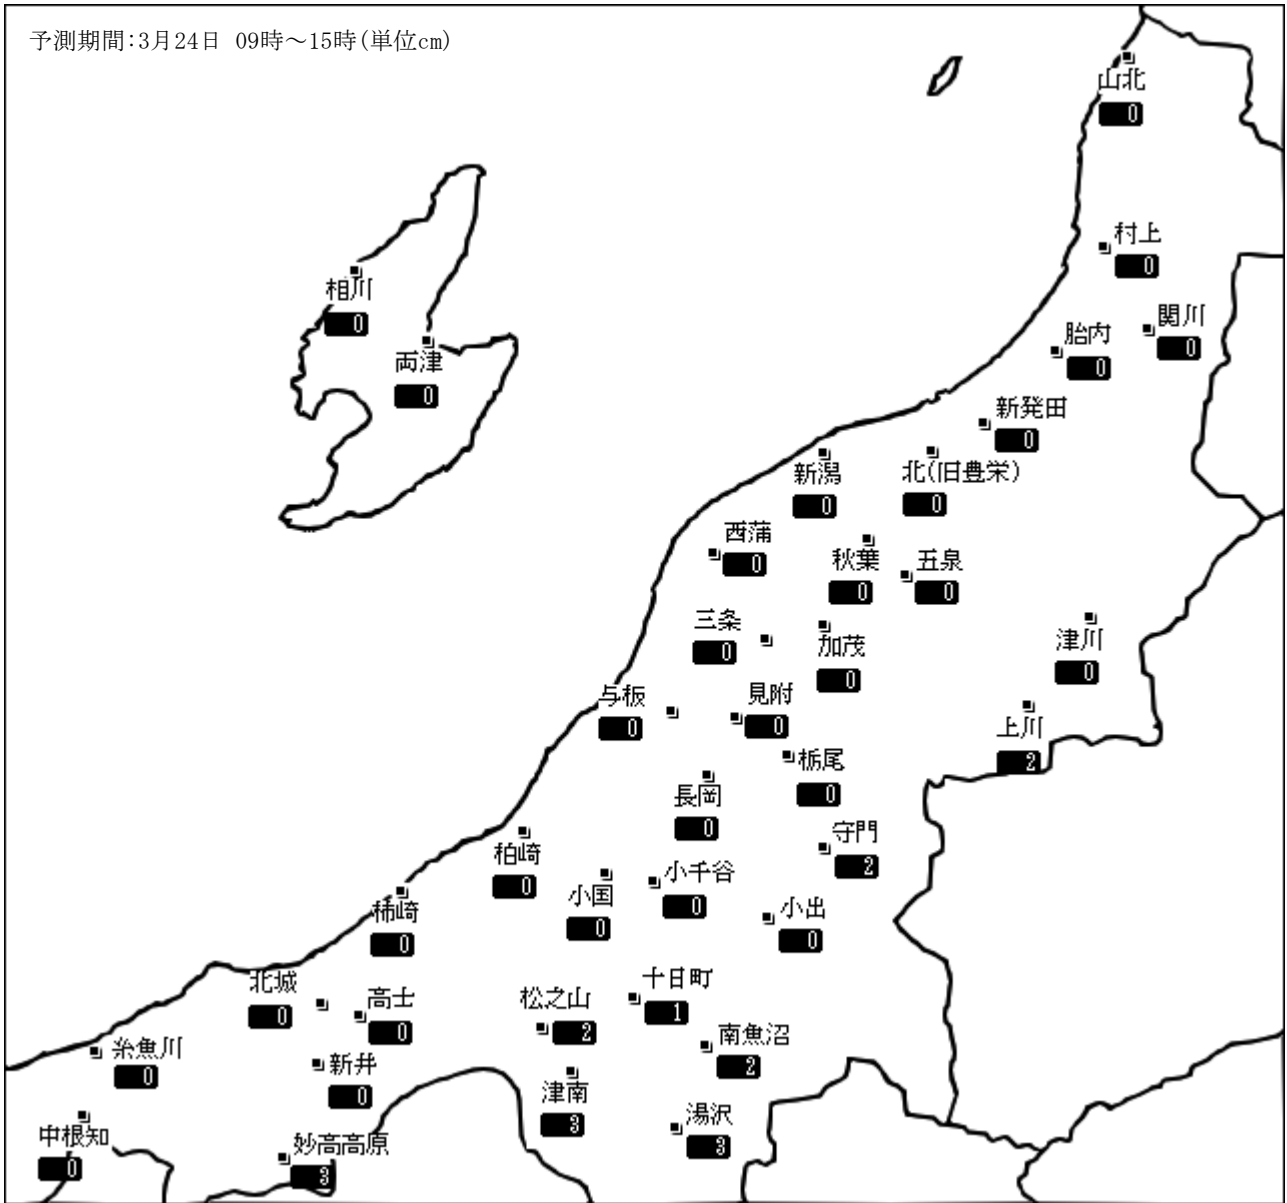 予測期間:3月24日 09時～15時(単位cm)
山北
0
村上
0
相川
0
関川
0
胎内
0
両津
0
新発田
0
新潟
0
北(旧豊栄)
0
西蒲
0
秋葉
0
五泉
0
三条
0
加茂
0
津川
0
与板
0
見附
0
上川
2
栃尾
0
長岡
0
守門
2
柏崎
0
小千谷
0
小国
0
小出
0
柿崎
0
北城
0
高士
0
松之山
2
十日町
1
南魚沼
2
糸魚川
0
新井
0
津南
3
湯沢
3
中根知
0
妙高高原
3